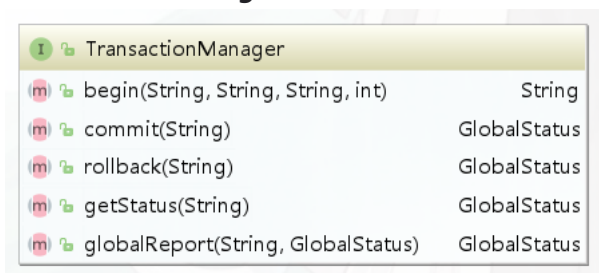 I TransactionManager
m begin(String, String, String, int) String
m commit(String) GlobalStatus
m rollback(String) GlobalStatus
m getStatus(String) GlobalStatus
m globalReport(String, GlobalStatus) GlobalStatus